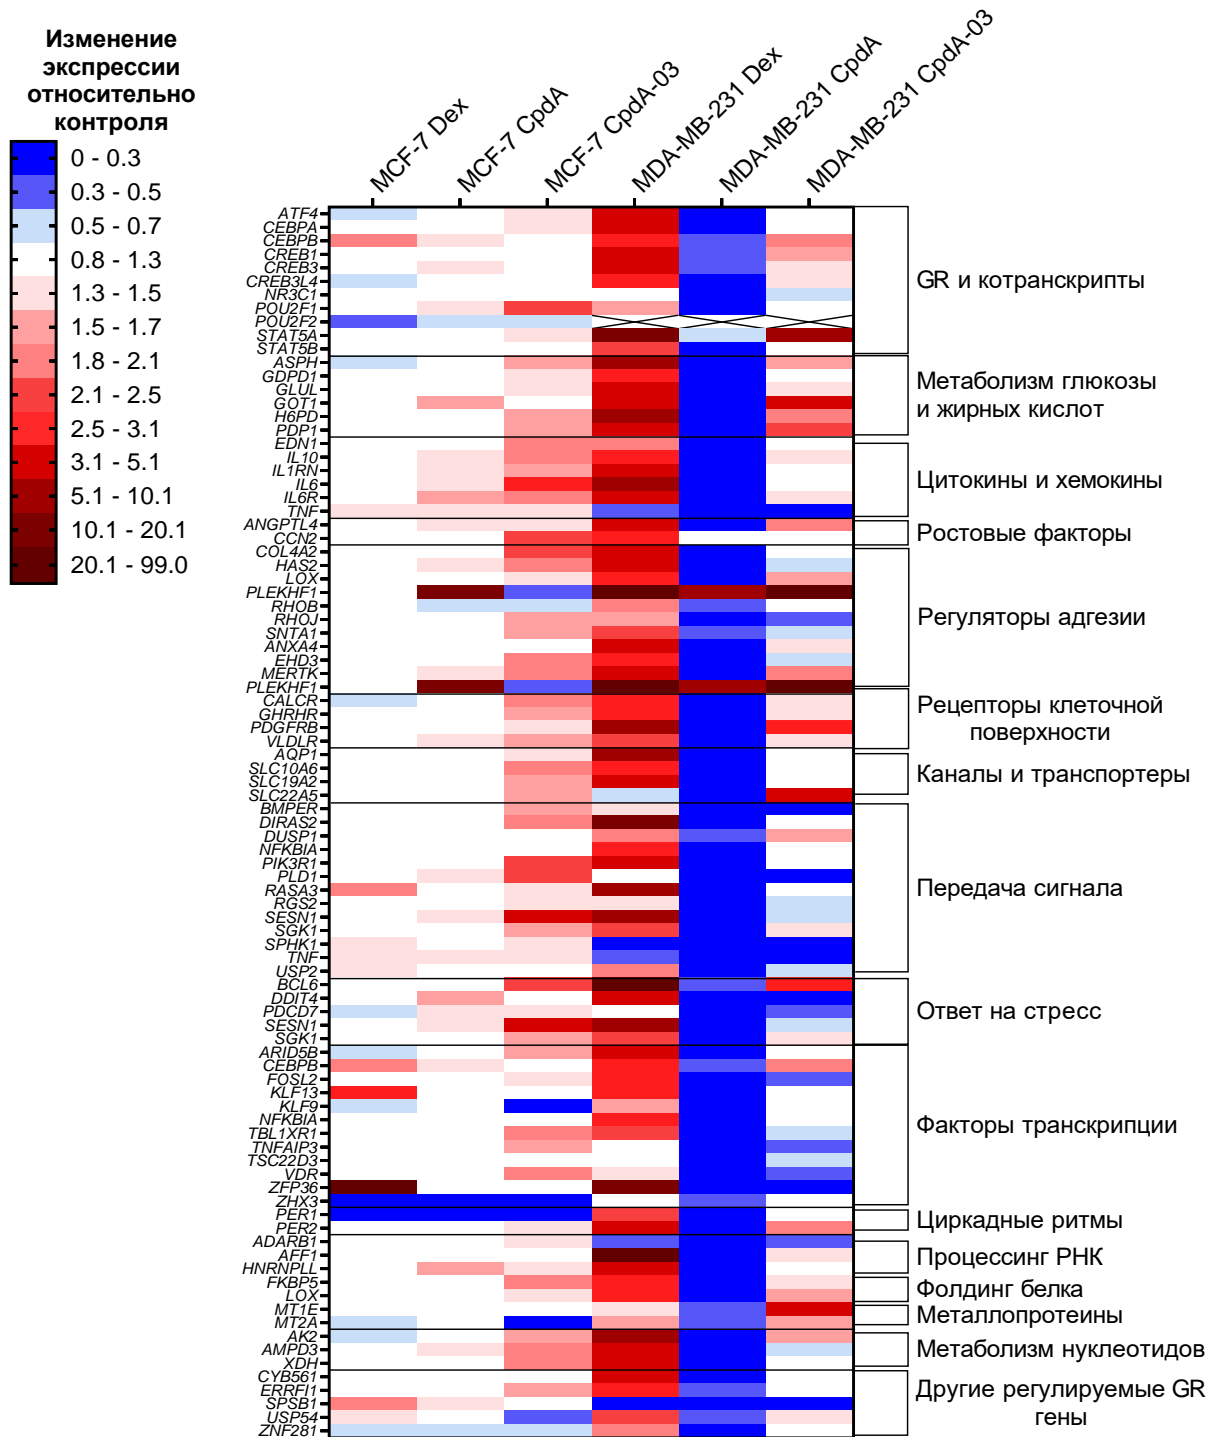 Изменение
экспрессии
относительно
контроля
0 - 0.3
0.3 - 0.5
0.5 - 0.7
0.8 - 1.3
1.3 - 1.5
1.5 - 1.7
1.8 - 2.1
2.1 - 2.5
2.5 - 3.1
3.1 - 5.1
5.1 - 10.1
10.1 - 20.1
20.1 - 99.0
MCF-7 Dex
MCF-7 CpdA
MCF-7 CpdA-03
MDA-MB-231 Dex
MDA-MB-231 CpdA
MDA-MB-231 CpdA-03
ATF4
CEBPA
CEBPB
CREB1
CREB3
CREB3L4
NR3C1
POU2F1
POU2F2
STAT5A
STAT5B
ASPH
GDPD1
GLUL
GOT1
H6PD
PDP1
EDN1
IL10
IL1RN
IL6
IL6R
TNF
ANGPTL4
CCN2
COL4A2
HAS2
LOX
PLEKHF1
RHOB
RHOJ
SNTA1
ANXA4
EHD3
MERTK
PLEKHF1
CALCR
GHRHR
PDGFRB
VLDLR
AQP1
SLC10A6
SLC19A2
SLC22A5
BMPER
DIRAS2
DUSP1
NFKBIA
PIK3R1
PLD1
RASA3
RGS2
SESN1
SGK1
SPHK1
TNF
USP2
BCL6
DDIT4
PDCD7
SESN1
SGK1
ARID5B
CEBPB
FOSL2
KLF13
KLF9
NFKBIA
TBL1XR1
TNFAIP3
TSC22D3
VDR
ZFP36
ZHX3
PER1
PER2
ADARB1
AFF1
HNRNPLL
FKBP5
LOX
MT1E
MT2A
AK2
AMPD3
XDH
CYB561
ERRFI1
SPSB1
USP54
ZNF281
GR и котранскрипты
Метаболизм глюкозы
и жирных кислот
Цитокины и хемокины
Ростовые факторы
Регуляторы адгезии
Рецепторы клеточной
поверхности
Каналы и транспортеры
Передача сигнала
Ответ на стресс
Факторы транскрипции
Циркадные ритмы
Процессинг РНК
Фолдинг белка
Металлопротеины
Метаболизм нуклеотидов
Другие регулируемые GR
гены